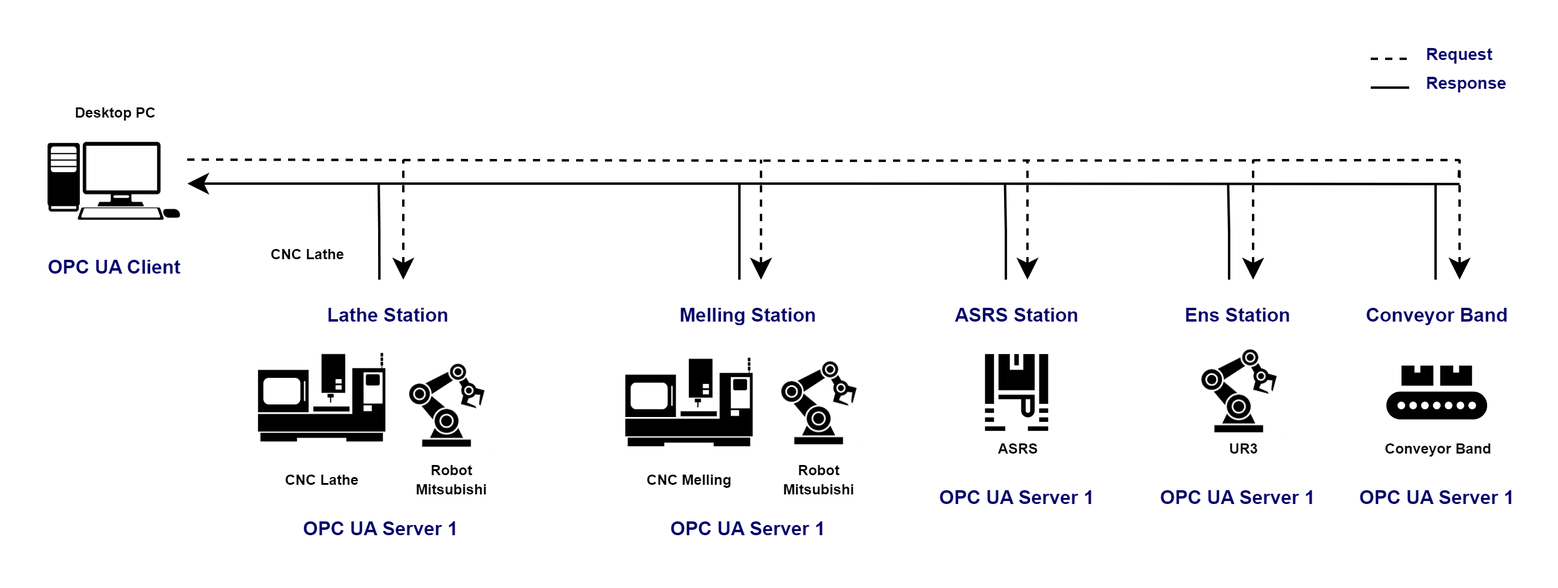 Request
Response
Desktop PC
OPC UA Client
CNC Lathe
Lathe Station
Melling Station
ASRS Station
Ens Station
Conveyor Band
CNC Lathe
Robot
Mitsubishi
CNC Melling
Robot
Mitsubishi
ASRS
UR3
Conveyor Band
OPC UA Server 1
OPC UA Server 1
OPC UA Server 1
OPC UA Server 1
OPC UA Server 1